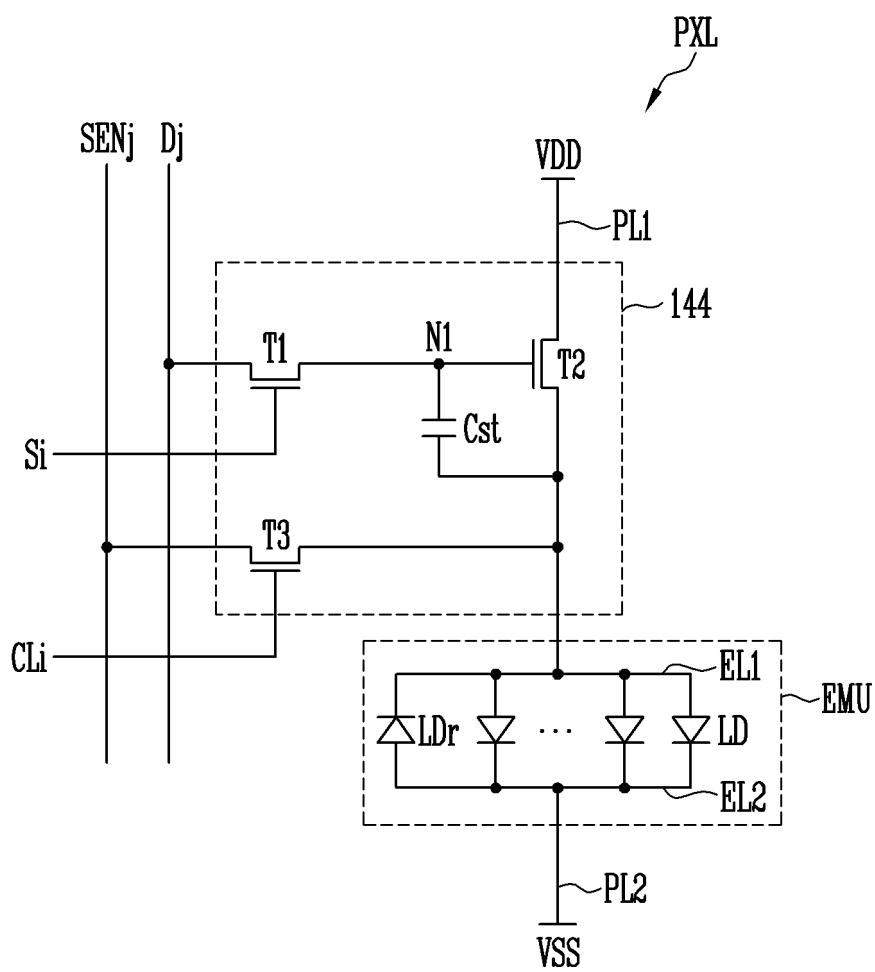 PXL
SENj Dj
VDD
PL1
144
T1
N1
T2
Cst
Si
T3
CLi
EL1
EMU
LDr
...
LD
EL2
PL2
VSS